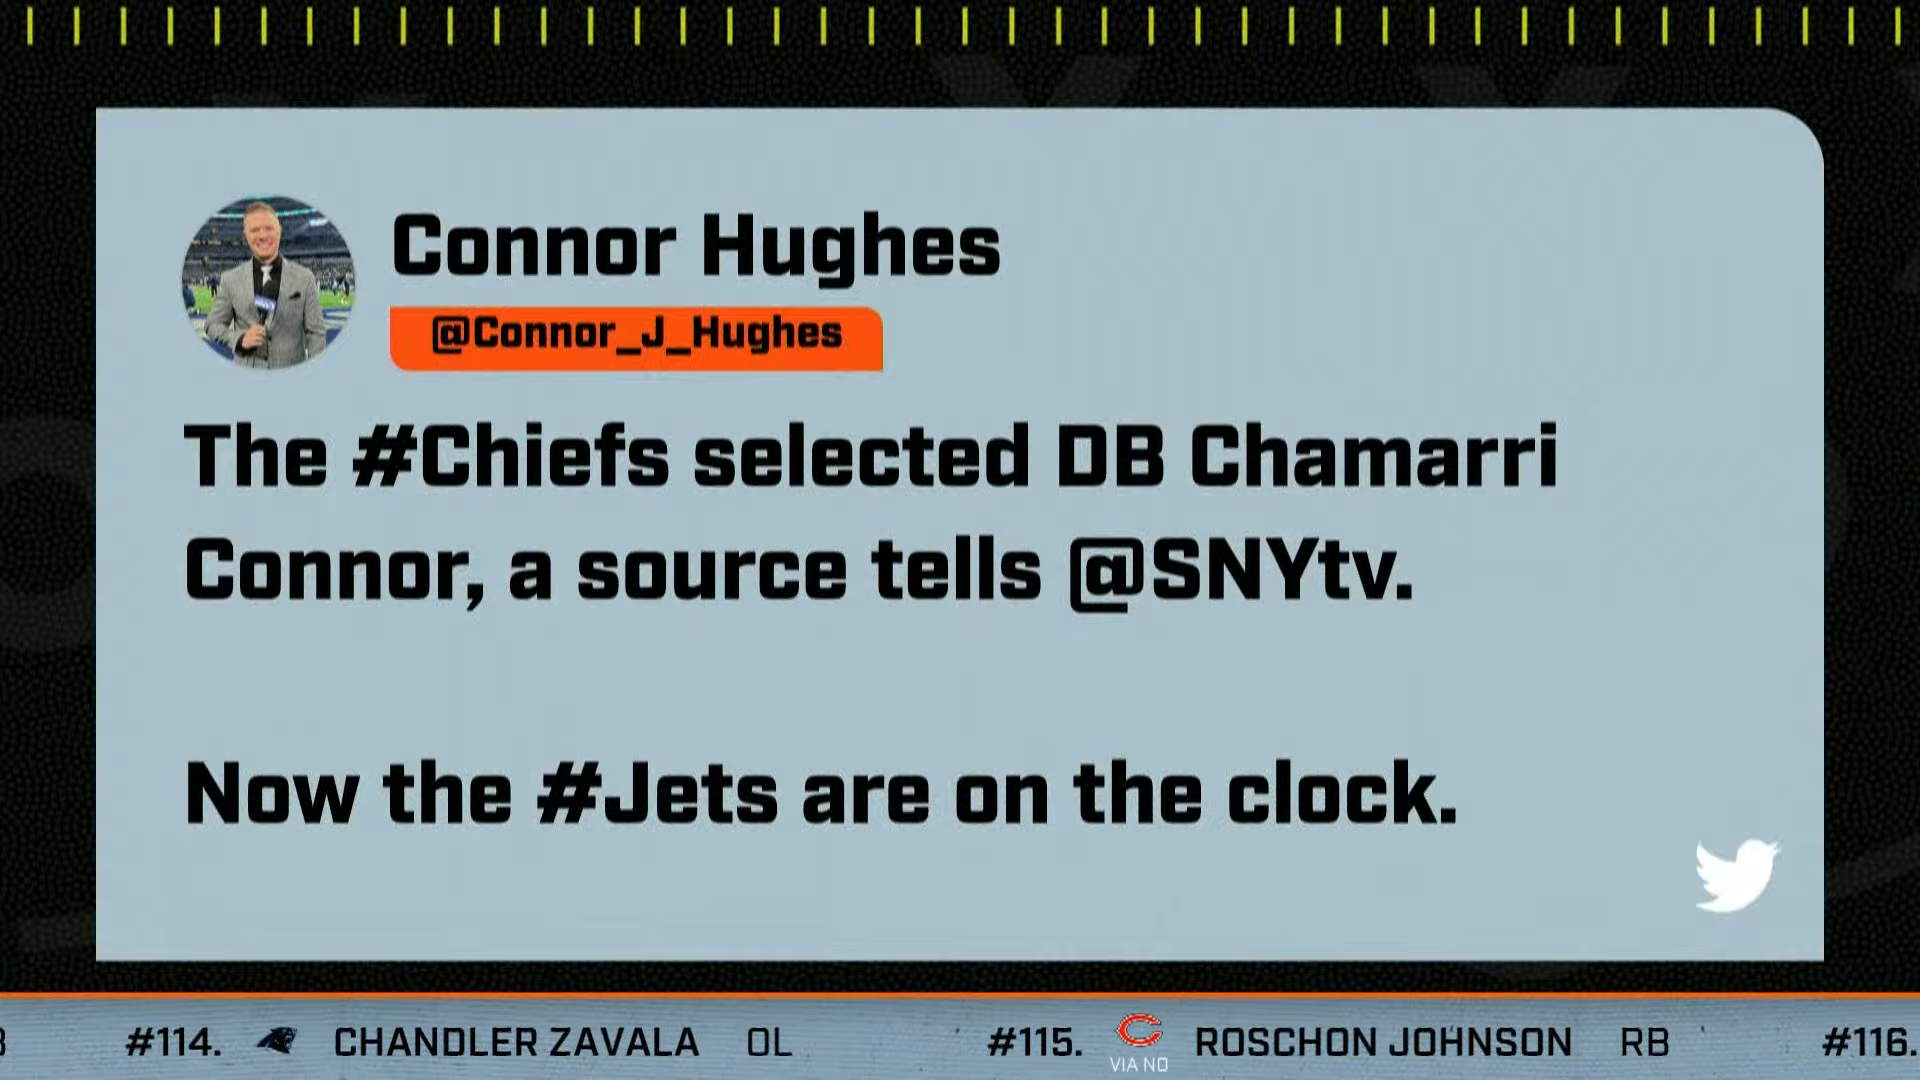 Connor Hughes
@Connor_J_Hughes
The #Chiefs selected DB Chamarri
Connor, a source tells @SNYtv.
Now the #Jets are on the clock.
#114. CHANDLER ZAVALA OL #115. VIA NO ROSCHON JOHNSON RB #116.